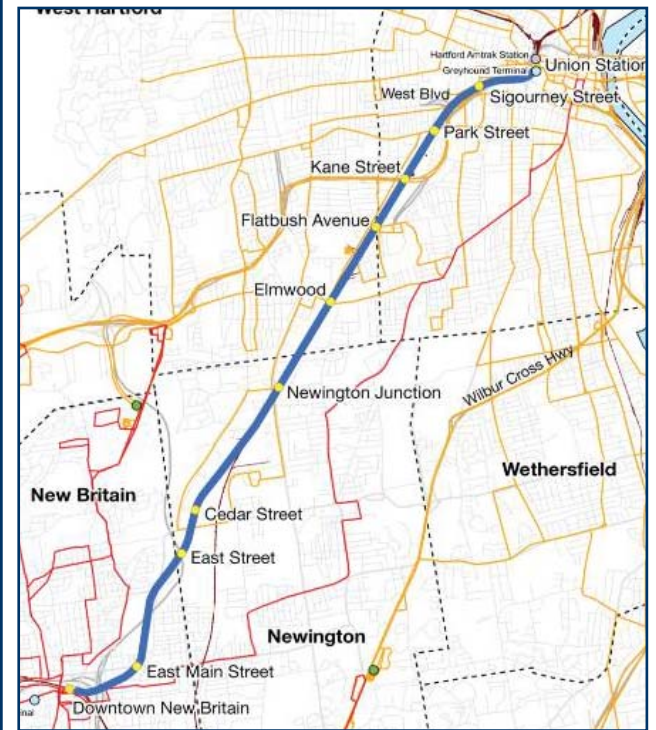 West Hartford
Hartford Amtrak Station
Greyhound Terminal
Union Station
West Blvd
Sigourney Street
Park Street
Kane Street
Flatbush Avenue
Elmwood
Newington Junction
Wilbur Cross Hwy
Wethersfield
New Britain
Cedar Street
East Street
Newington
East Main Street
Downtown New Britain
nal